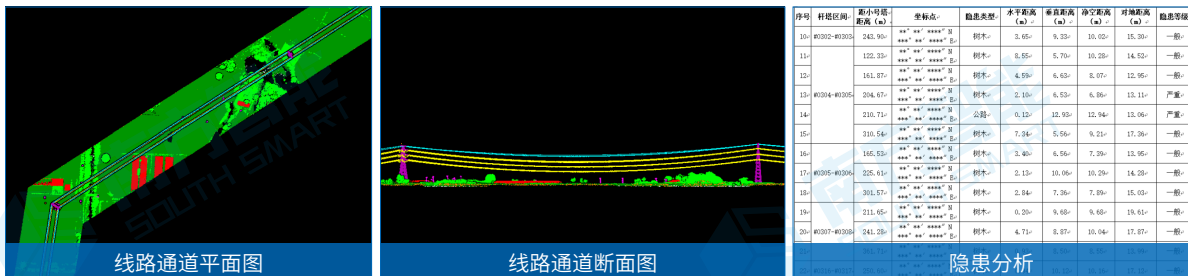 序号 杆塔区间 距小号塔距离（m） 坐标点 隐患类型 水平距离（m） 垂直距离（m） 净空距离（m） 对地距离（m） 隐患等级
10 #0302-#0303 243.90 **° **′ ****″ N ***° **′ ****″ E 树木 3.65 9.33 10.02 15.30 一般
11 122.33 **° **′ ****″ N ***° **′ ****″ E 树木 8.55 5.70 10.28 14.52 一般
12 161.87 **° **′ ****″ N ***° **′ ****″ E 树木 4.59 6.63 8.07 12.95 一般
13 #0304-#0305 204.67 **° **′ ****″ N ***° **′ ****″ E 树木 2.10 6.53 6.86 13.11 严重
14 210.71 **° **′ ****″ N ***° **′ ****″ E 公路 0.12 12.93 12.94 13.06 严重
15 310.54 **° **′ ****″ N ***° **′ ****″ E 树木 7.34 5.56 9.21 17.36 一般
16 165.53 **° **′ ****″ N ***° **′ ****″ E 树木 3.40 6.56 7.39 13.95 一般
17 #0305-#0306 225.61 **° **′ ****″ N ***° **′ ****″ E 树木 2.13 10.06 10.29 14.28 一般
18 301.57 **° **′ ****″ N ***° **′ ****″ E 树木 2.84 7.36 7.89 15.03 一般
19 211.65 **° **′ ****″ N ***° **′ ****″ E 树木 0.20 9.68 9.68 19.61 一般
20 #0307-#0308 241.28 **° **′ ****″ N ***° **′ ****″ E 树木 4.71 8.87 10.04 17.87 一般
线路通道平面图
线路通道断面图
隐患分析